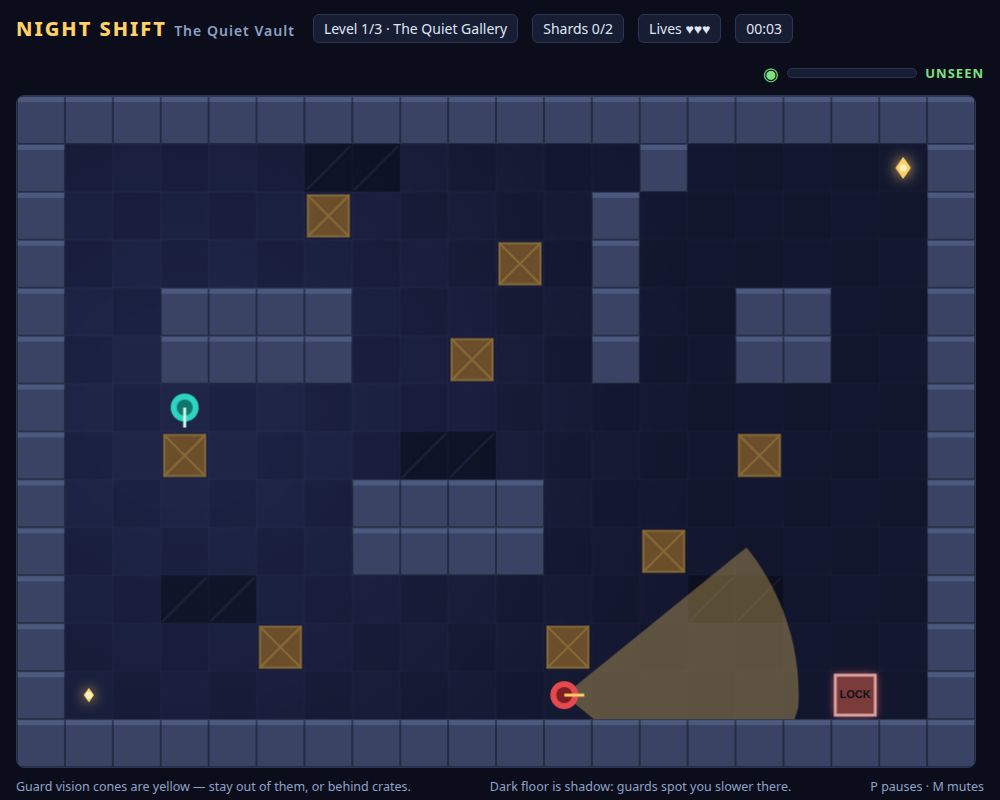 NIGHT SHIFT The Quiet Vault
Level 1/3 · The Quiet Gallery
Shards 0/2
Lives ♥♥♥
00:03
UNSEEN
LOCK
Guard vision cones are yellow — stay out of them, or behind crates.
Dark floor is shadow: guards spot you slower there.
P pauses · M mutes